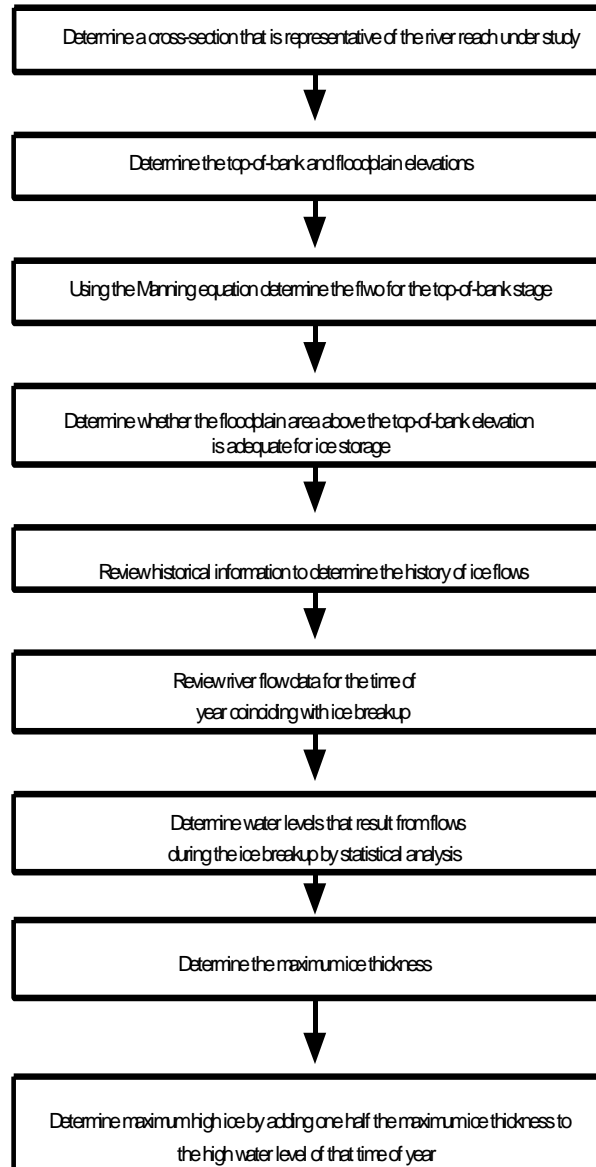 Determine a cross-section that is representative of the river reach under study
Determine the top-of-bank and floodplain elevations
Using the Manning equation determine the flwo for the top-of-bank stage
Determine whether the floodplain area above the top-of-bank elevation
is adequate for ice storage
Review historical information to determine the history of ice flows
Review river flow data for the time of
year coinciding with ice breakup
Determine water levels that result from flows
during the ice breakup by statistical analysis
Determine the maximum ice thickness
Determine maximum high ice by adding one half the maximum ice thickness to
the high water level of that time of year